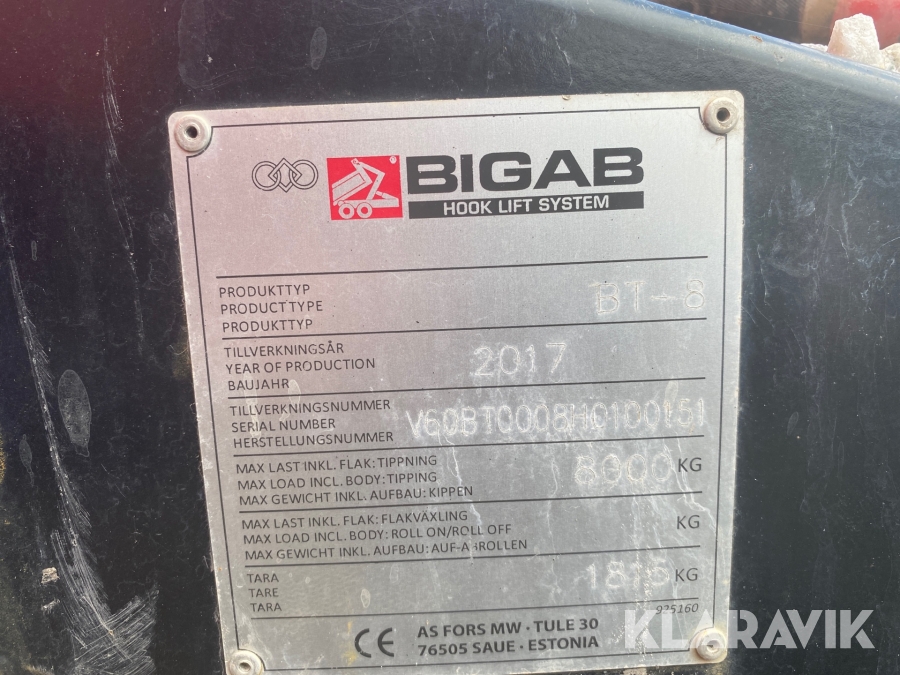 BIGAB
HOOK LIFT SYSTEM
PRODUKTTYP
PRODUCTTYPE
PRODUKTTYP
BT-8
TILLVERKNINGSÅR
YEAR OF PRODUCTION
BAUJAHR
2017
TILLVERKNINGSNUMMER
SERIAL NUMBER
HERSTELLUNGSNUMMER
V60BT0008H0100151
MAX LAST INKL. FLAK: TIPPNING
MAX LOAD INCL. BODY: TIPPING
MAX GEWICHT INKL. AUFBAU: KIPPEN
KG
MAX LAST INKL. FLAK: FLAKVÄXLING
MAX LOAD INCL. BODY: ROLL ON/ROLL OFF
MAX GEWICHT INKL. AUFBAU: AUF-ABROLLEN
KG
TARA
TARE
TARA
1815 KG
925160
CE
AS FORS MW · TULE 30
76505 SAUE · ESTONIA
KLARAVIK